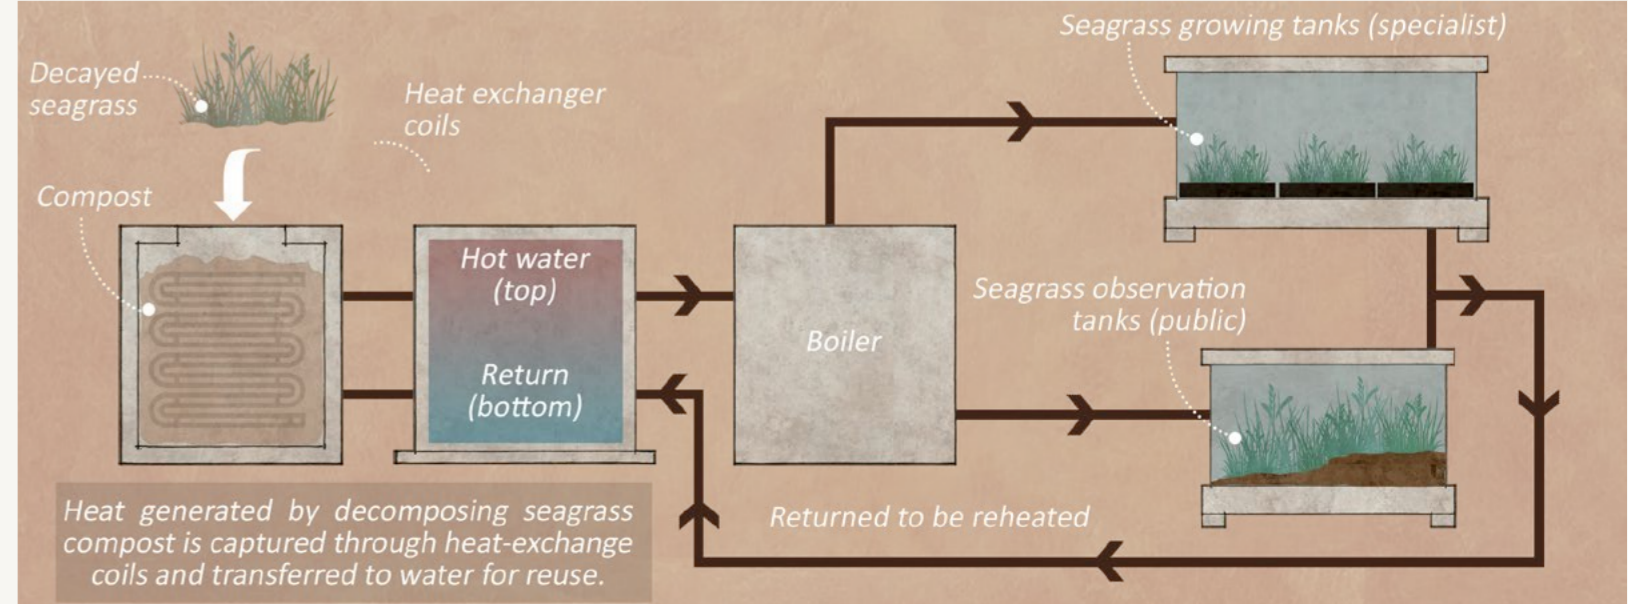 Seagrass growing tanks (specialist)
Decayed
seagrass
Heat exchanger
coils
Compost
Hot water
(top)
Return
(bottom)
Boiler
Seagrass observation
tanks (public)
Heat generated by decomposing seagrass
compost is captured through heat-exchange
coils and transferred to water for reuse.
Returned to be reheated